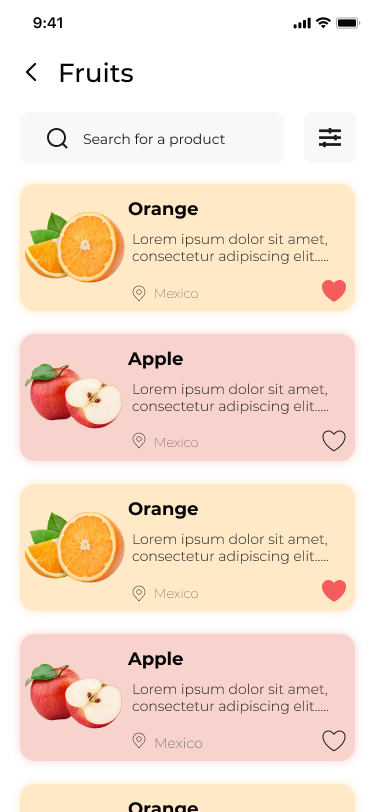 9:41
Fruits
Search for a product
Orange
Lorem ipsum dolor sit amet,
consectetur adipiscing elit.....
Mexico
Apple
Lorem ipsum dolor sit amet,
consectetur adipiscing elit.....
Mexico
Orange
Lorem ipsum dolor sit amet,
consectetur adipiscing elit.....
Mexico
Apple
Lorem ipsum dolor sit amet,
consectetur adipiscing elit.....
Mexico
Orange